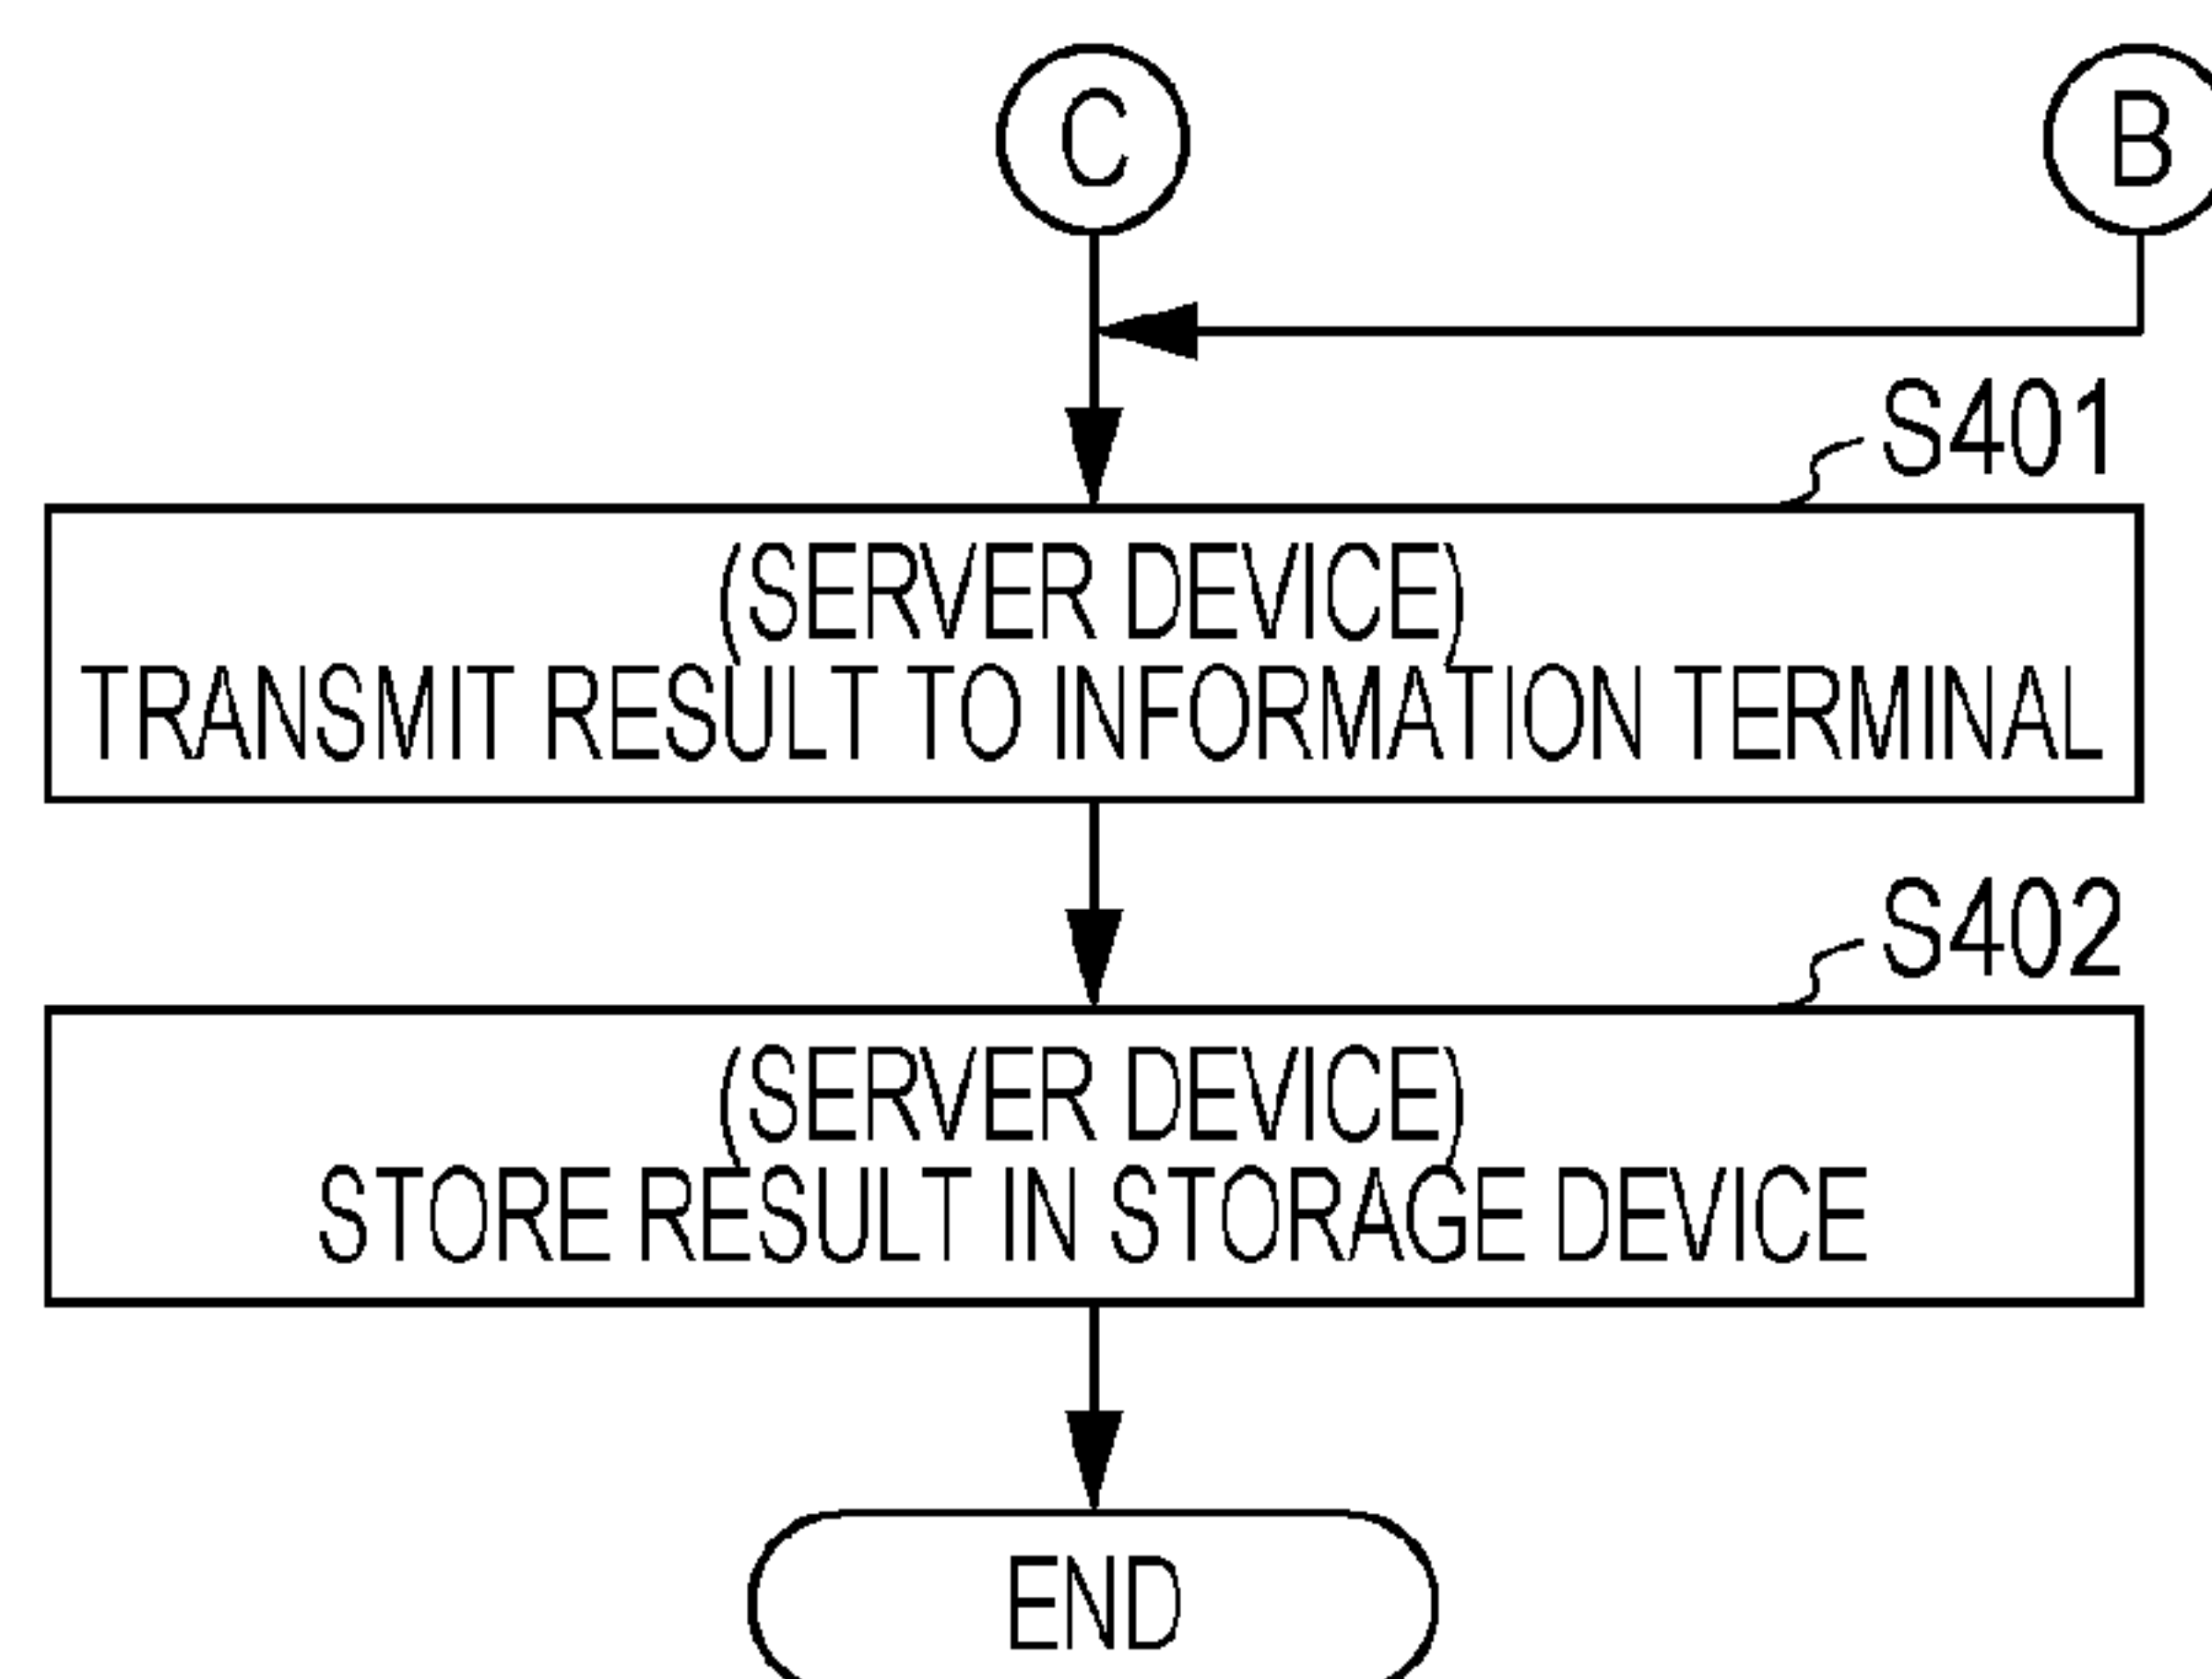 C
B
S401
(SERVER DEVICE)
TRANSMIT RESULT TO INFORMATION TERMINAL
S402
(SERVER DEVICE)
STORE RESULT IN STORAGE DEVICE
END